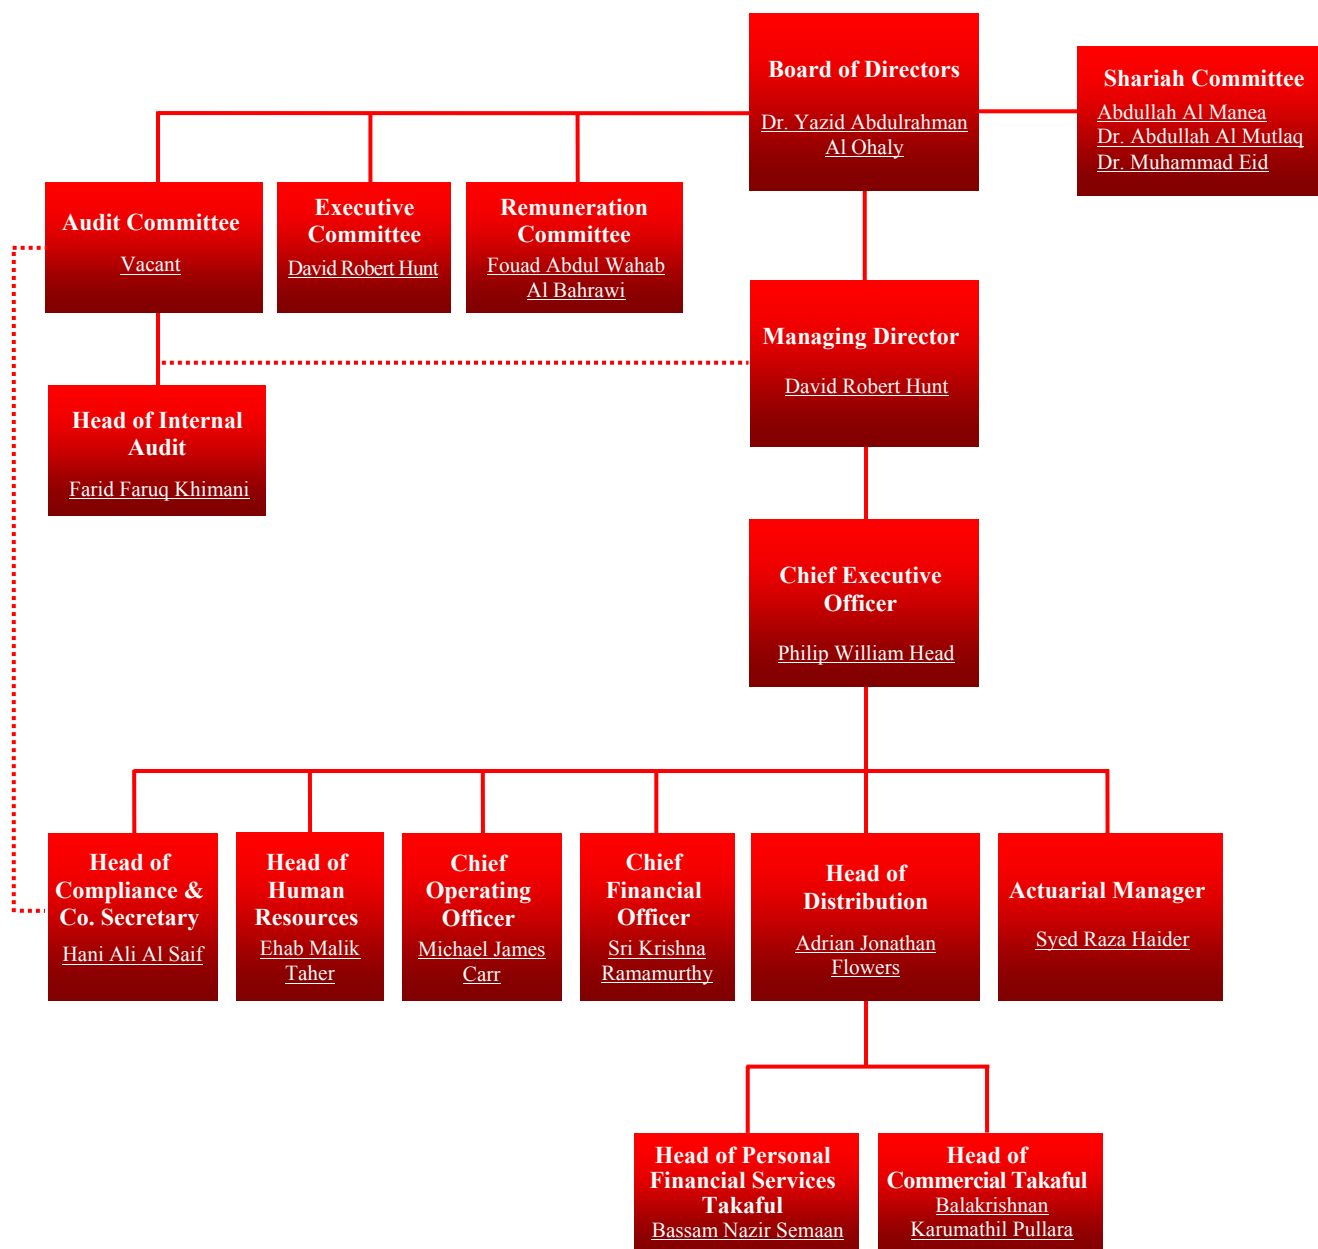 Board of Directors
Dr. Yazid Abdulrahman
Al Ohaly
Shariah Committee
Abdullah Al Manea
Dr. Abdullah Al Mutlaq
Dr. Muhammad Eid
Audit Committee
Vacant
Executive
Committee
David Robert Hunt
Remuneration
Committee
Fouad Abdul Wahab
Al Bahrawi
Managing Director
David Robert Hunt
Head of Internal
Audit
Farid Faruq Khimani
Chief Executive
Officer
Philip William Head
Head of
Compliance &
Co. Secretary
Hani Ali Al Saif
Head of
Human
Resources
Ehab Malik
Taher
Chief
Operating
Officer
Michael James
Carr
Chief
Financial
Officer
Sri Krishna
Ramamurthy
Head of
Distribution
Adrian Jonathan
Flowers
Actuarial Manager
Syed Raza Haider
Head of Personal
Financial Services
Takaful
Bassam Nazir Semaan
Head of
Commercial Takaful
Balakrishnan
Karumathil Pullara